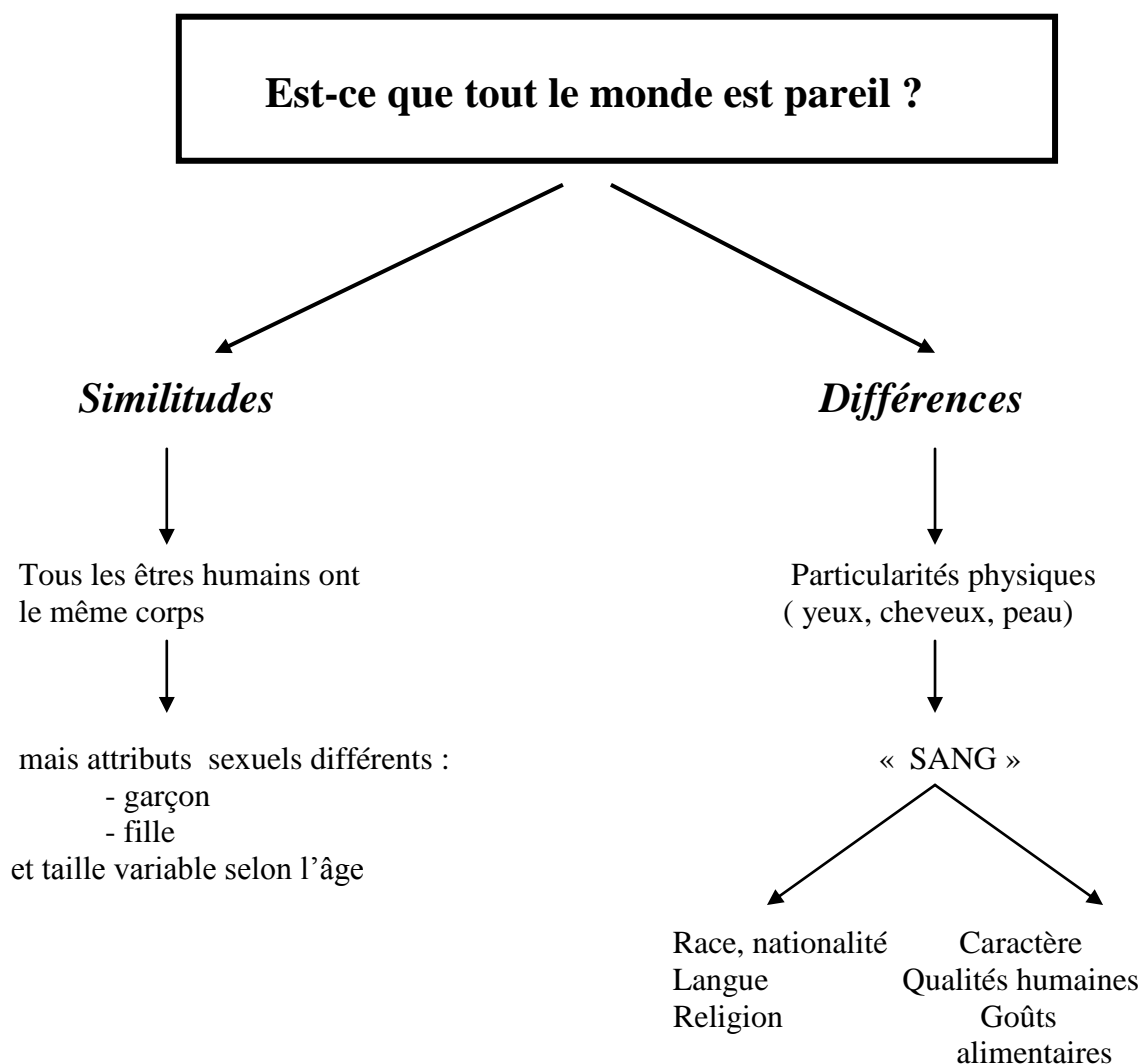 Est-ce que tout le monde est pareil ?
Similitudes
Différences
Tous les êtres humains ont
le même corps
Particularités physiques
( yeux, cheveux, peau)
mais attributs sexuels différents :
- garçon
- fille
et taille variable selon l’âge
« SANG »
Race, nationalité
Langue
Religion
Caractère
Qualités humaines
Goûts
alimentaires